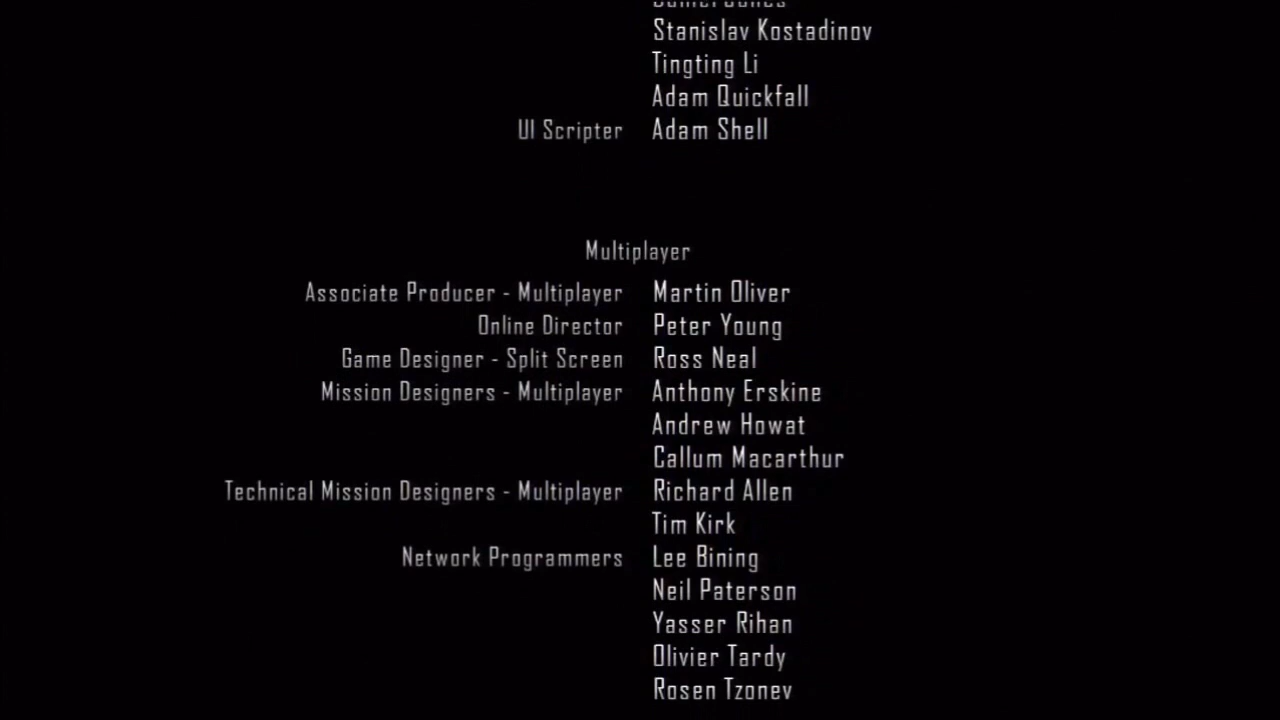 Stanislav Kostadinov
Tingting Li
Adam Quickfall
UI Scripter Adam Shell
Multiplayer
Associate Producer - Multiplayer Martin Oliver
Online Director Peter Young
Game Designer - Split Screen Ross Neal
Mission Designers - Multiplayer Anthony Erskine
Andrew Howat
Callum Macarthur
Technical Mission Designers - Multiplayer Richard Allen
Tim Kirk
Network Programmers Lee Bining
Neil Paterson
Yasser Rihan
Olivier Tardy
Rosen Tzonev